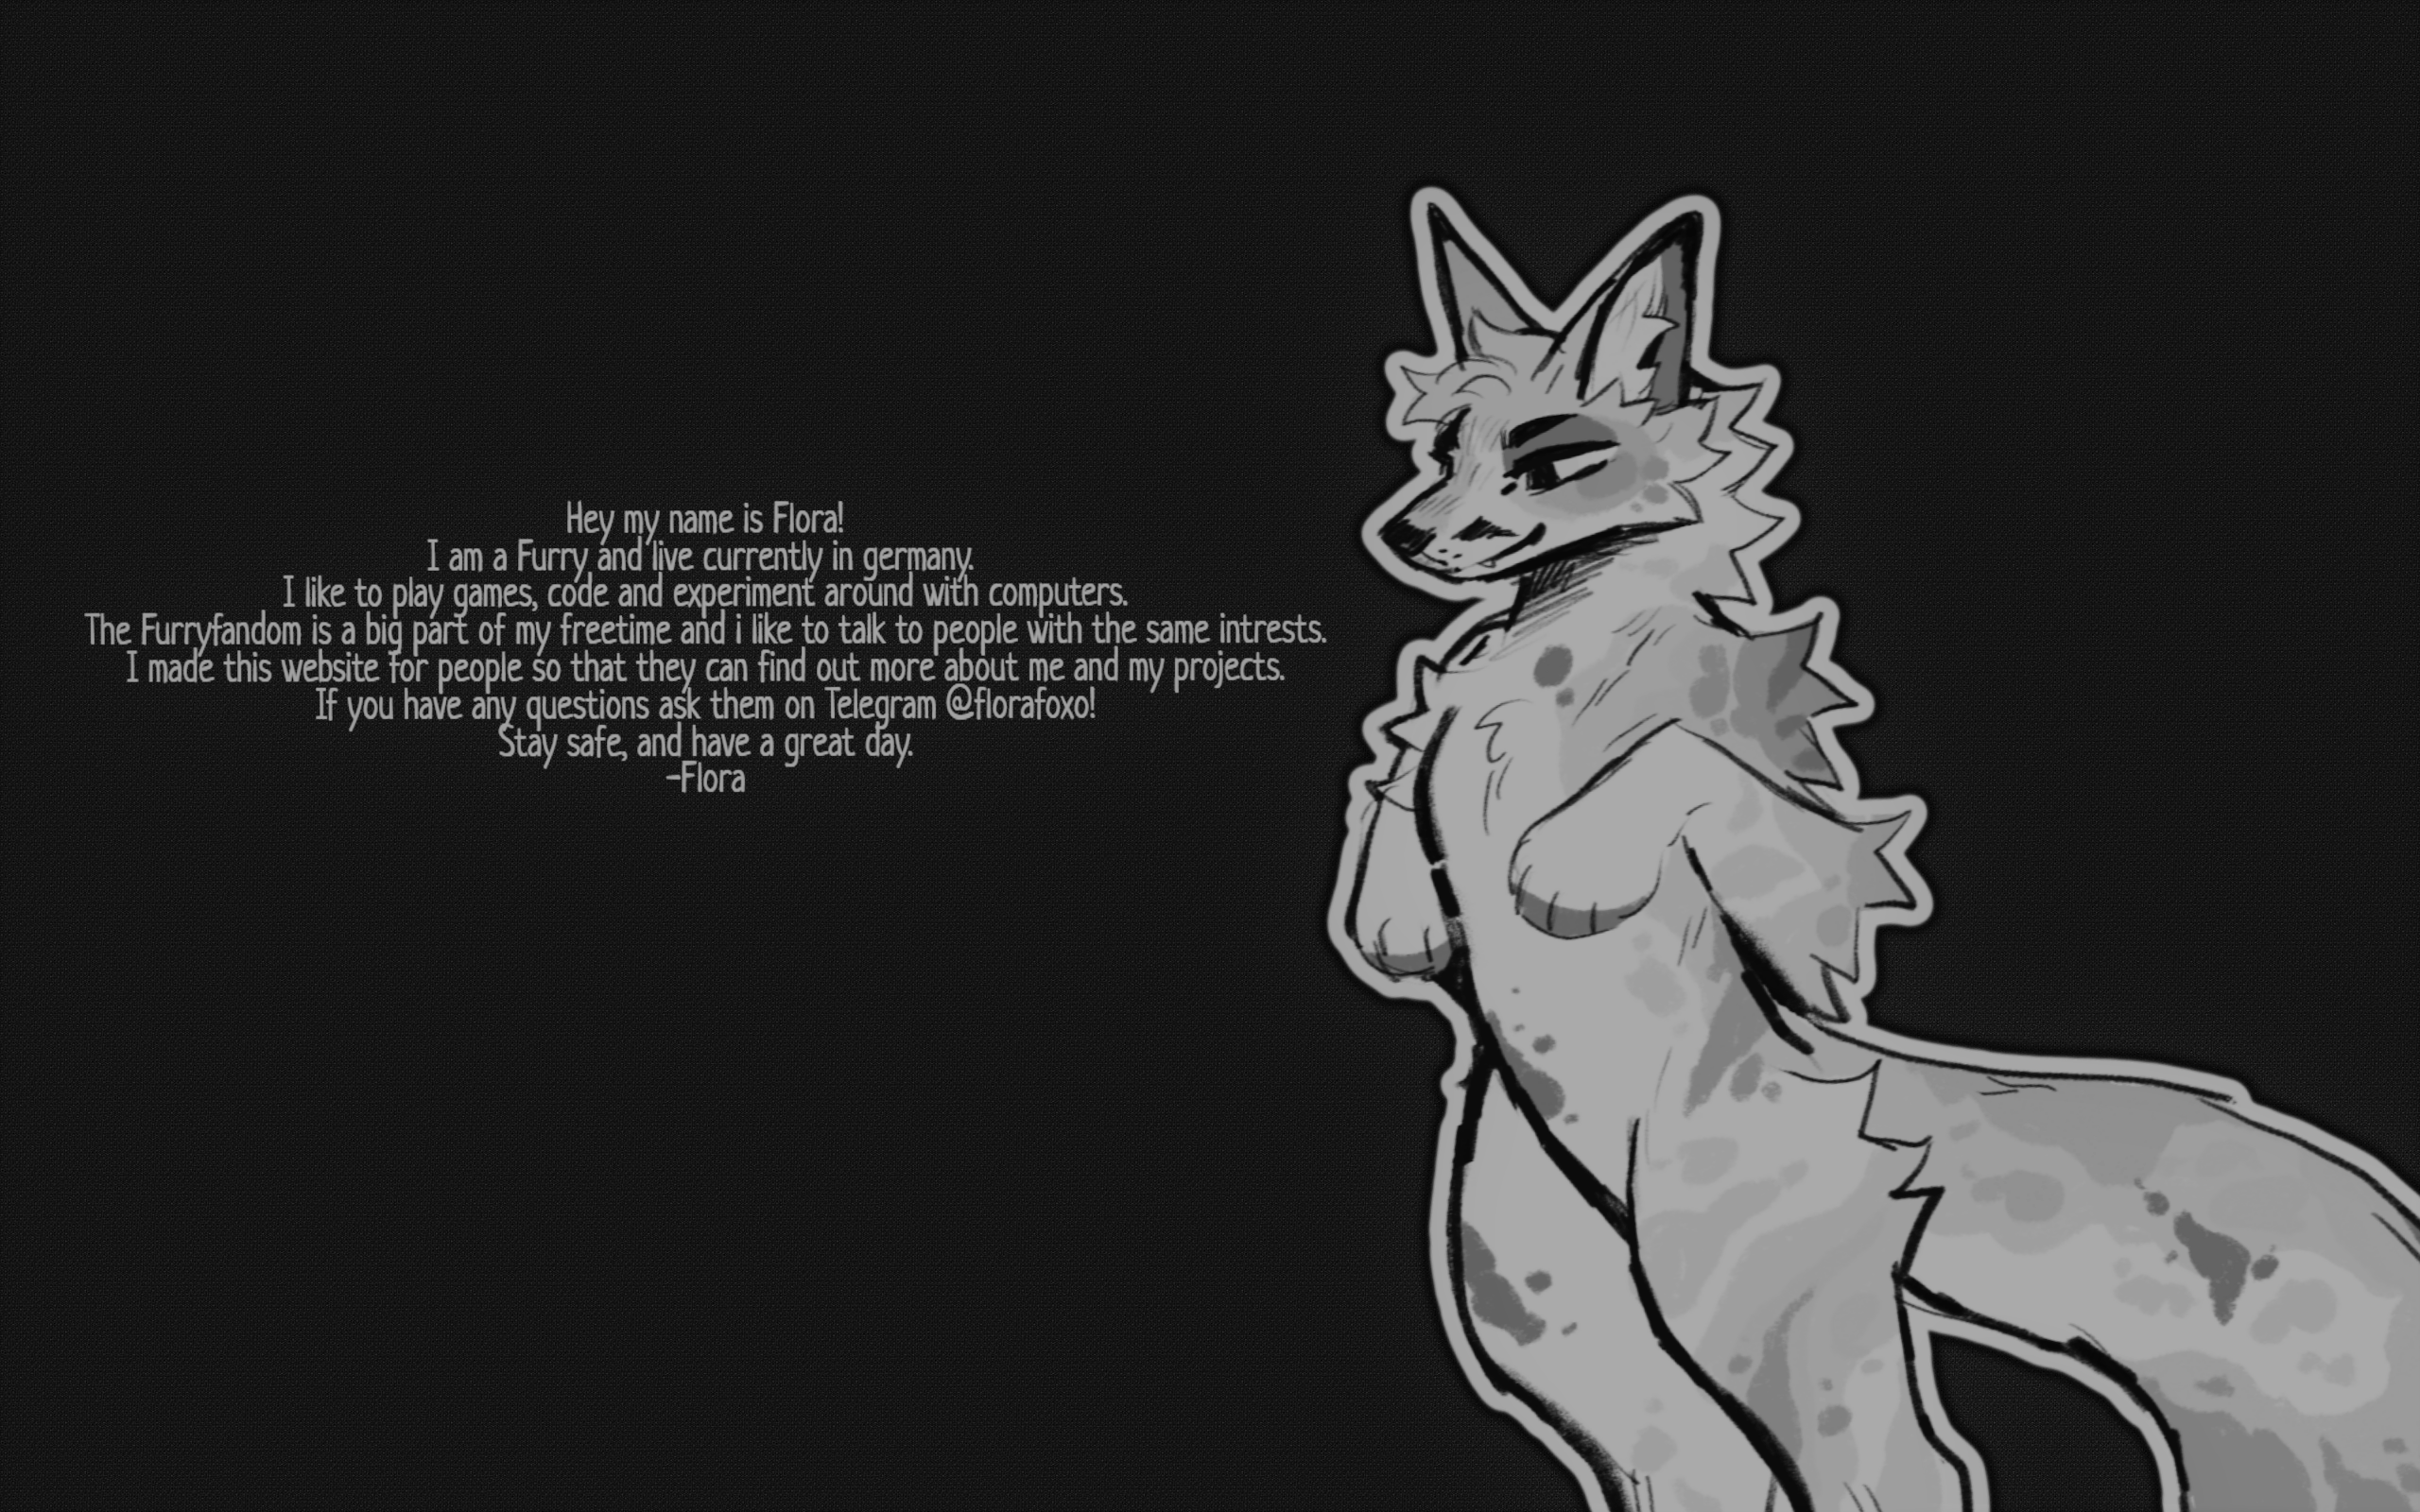 Hey my name is Flora!
I am a Furry and live currently in germany.
I like to play games, code and experiment around with computers.
The Furryfandom is a big part of my freetime and i like to talk to people with the same intrests.
I made this website for people so that they can find out more about me and my projects.
If you have any questions ask them on Telegram @florafoxo!
Stay safe, and have a great day.
-Flora